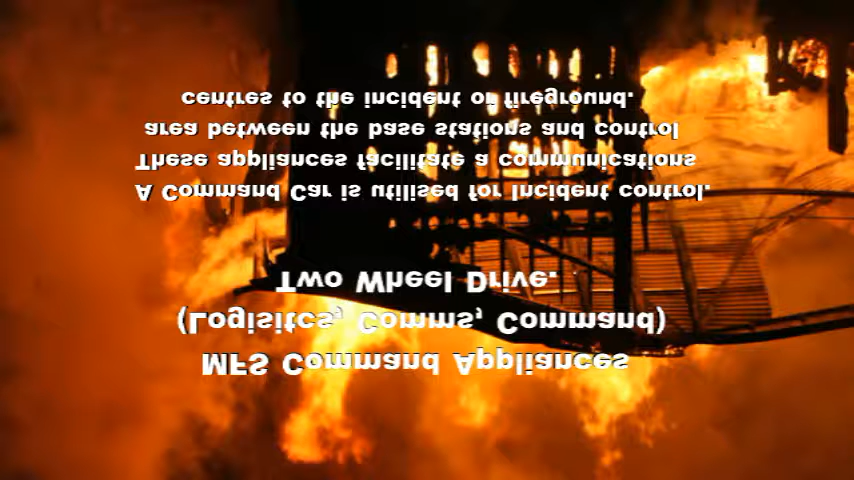 MFS Command Appliances
(Logisitcs, Comms, Command)
Two Wheel Drive.
A Command Car is utilised for Incident control.
These appliances facilitate a communications
area between the base stations and control
centres to the incident or fireground.